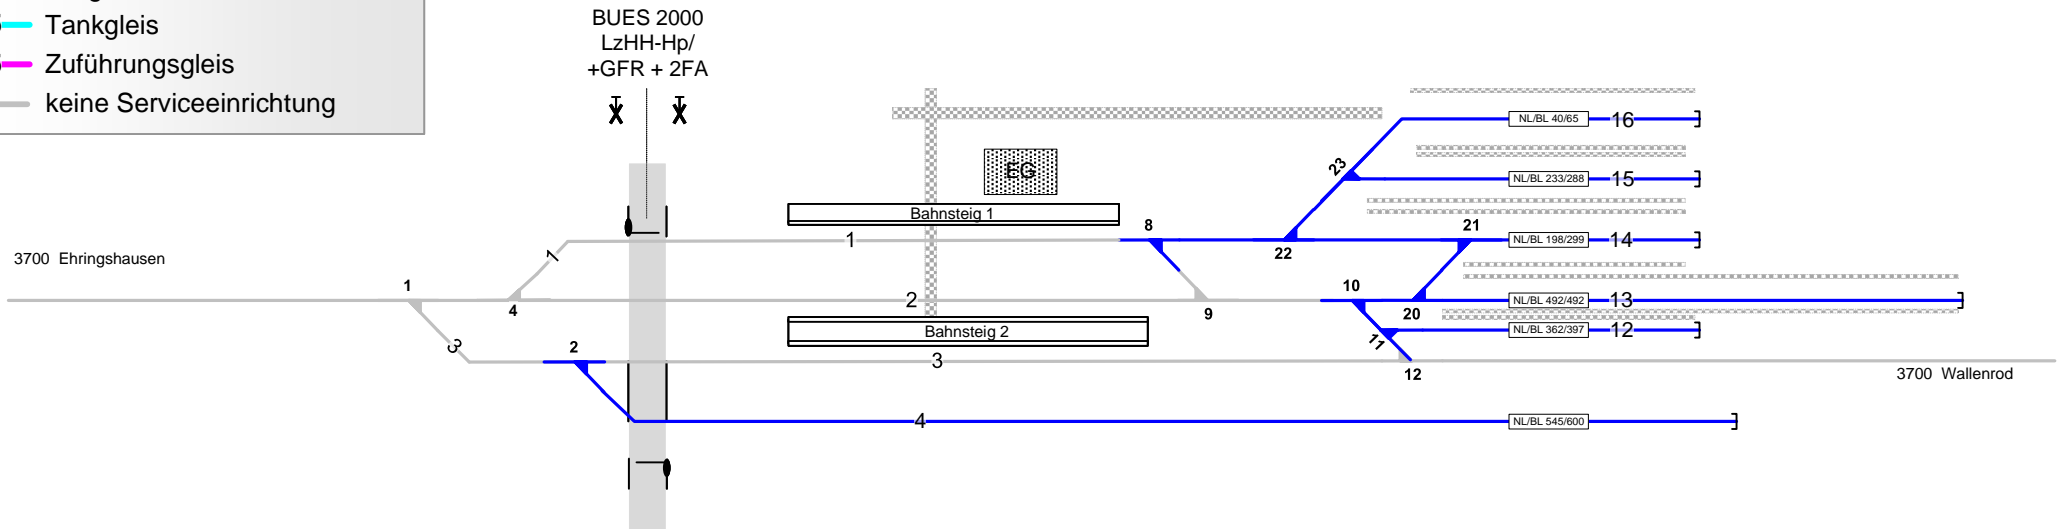 Tankgleis
Zuführungsgleis
keine Serviceeinrichtung
BUES 2000
LzHH-Hp/
+GFR + 2FA
EG
Bahnsteig 1
NL/BL 40/65 16
23
NL/BL 233/288 15
8
21
1
1
22
NL/BL 198/299 14
3700 Ehringshausen
1
4
2
9
10
20
NL/BL 492/492 13
Bahnsteig 2
11
NL/BL 362/397 12
3
2
3
12
3700 Wallenrod
4
NL/BL 545/600